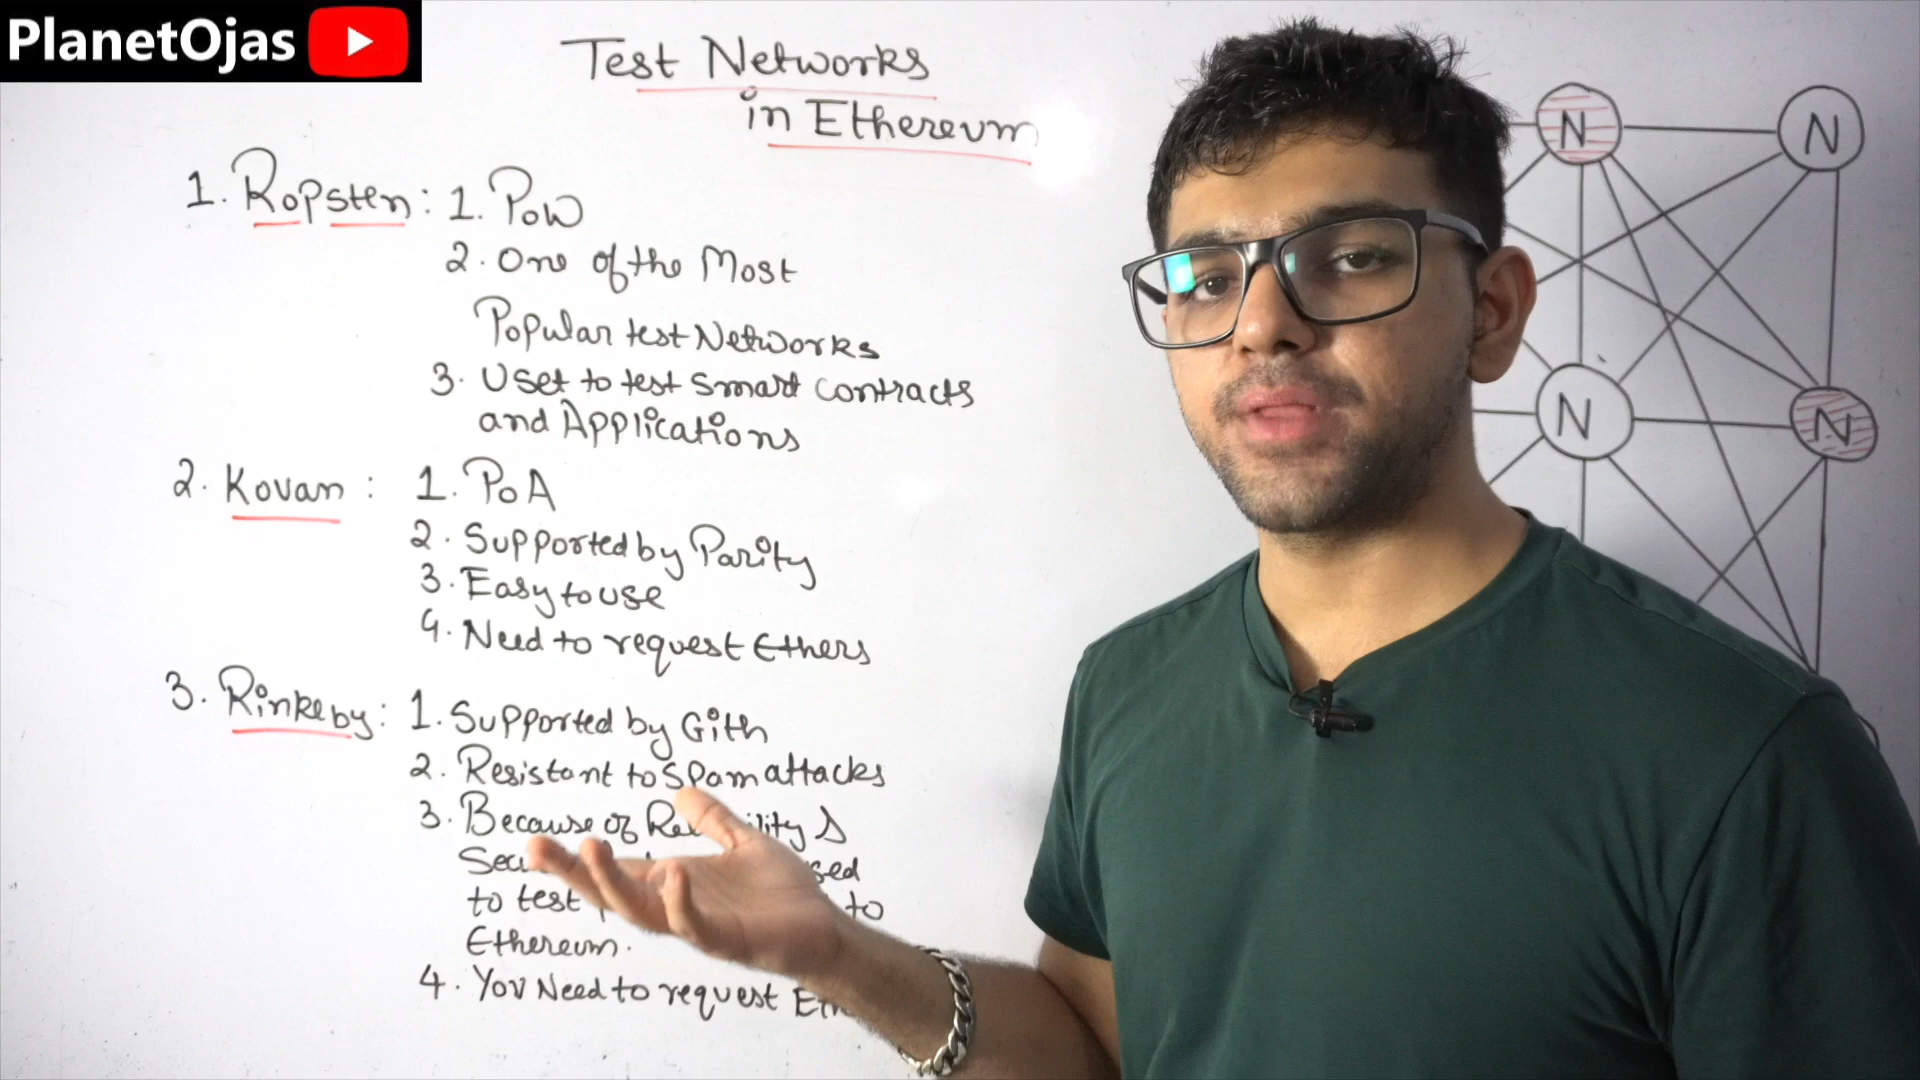 PlanetOjas
Test Networks
in Ethereum
1. Ropsten: 1. PoW
2. One of the Most
Popular test Networks
3. Uset to test smart contracts
and Applications
2. Kovan: 1. PoA
2. Supported by Parity
3. Easy to use
4. Need to request Ethers
3. Rinkeby: 1. Supported by Gith
2. Resistant to spam attacks
3. Because of
to test to
Ethereum.
4. You Need to request
N N
N N